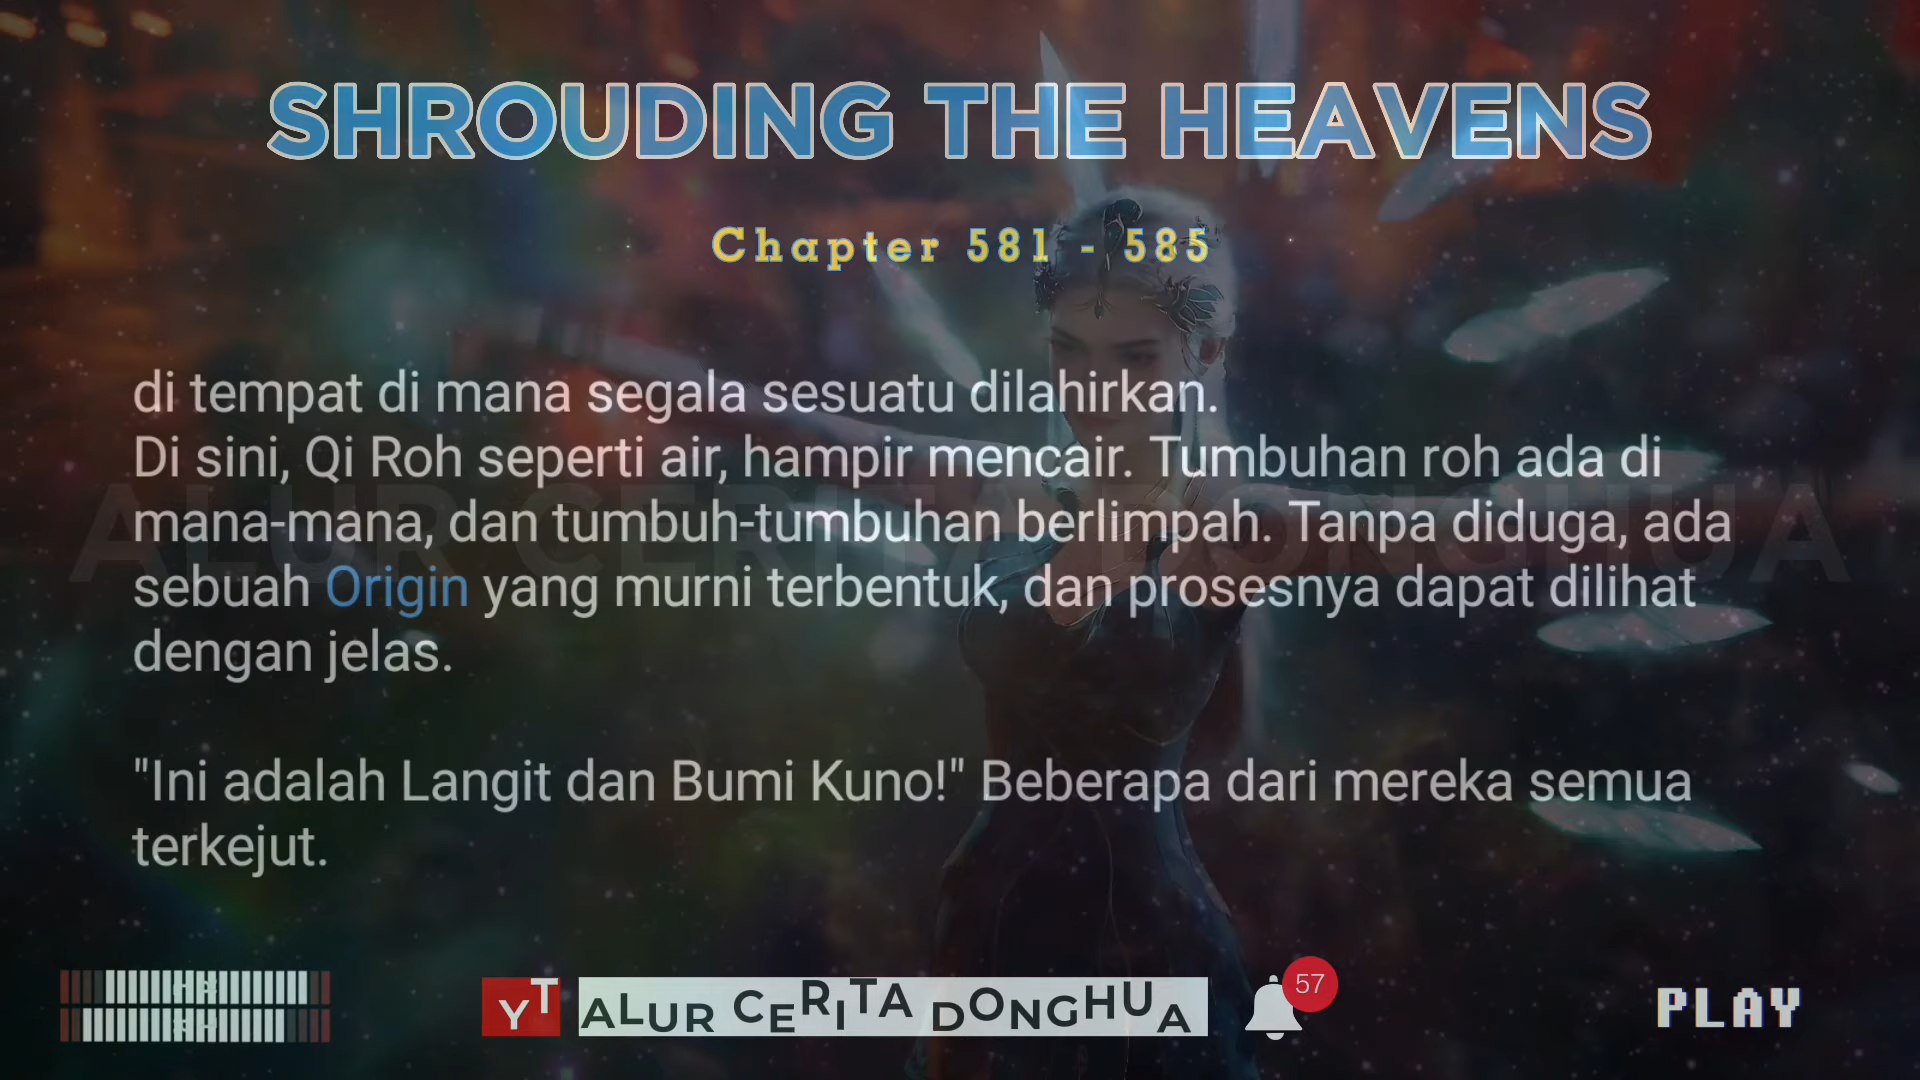 SHROUDING THE HEAVENS
Chapter 581 - 585
di tempat di mana segala sesuatu dilahirkan.
Di sini, Qi Roh seperti air, hampir mencair. Tumbuhan roh ada di
mana-mana, dan tumbuh-tumbuhan berlimpah. Tanpa diduga, ada
sebuah Origin yang murni terbentuk, dan prosesnya dapat dilihat
dengan jelas.
"Ini adalah Langit dan Bumi Kuno!" Beberapa dari mereka semua
terkejut.
ALUR CERITA DONGHUA
YT ALUR CERITA DONGHUA
57
PLAY